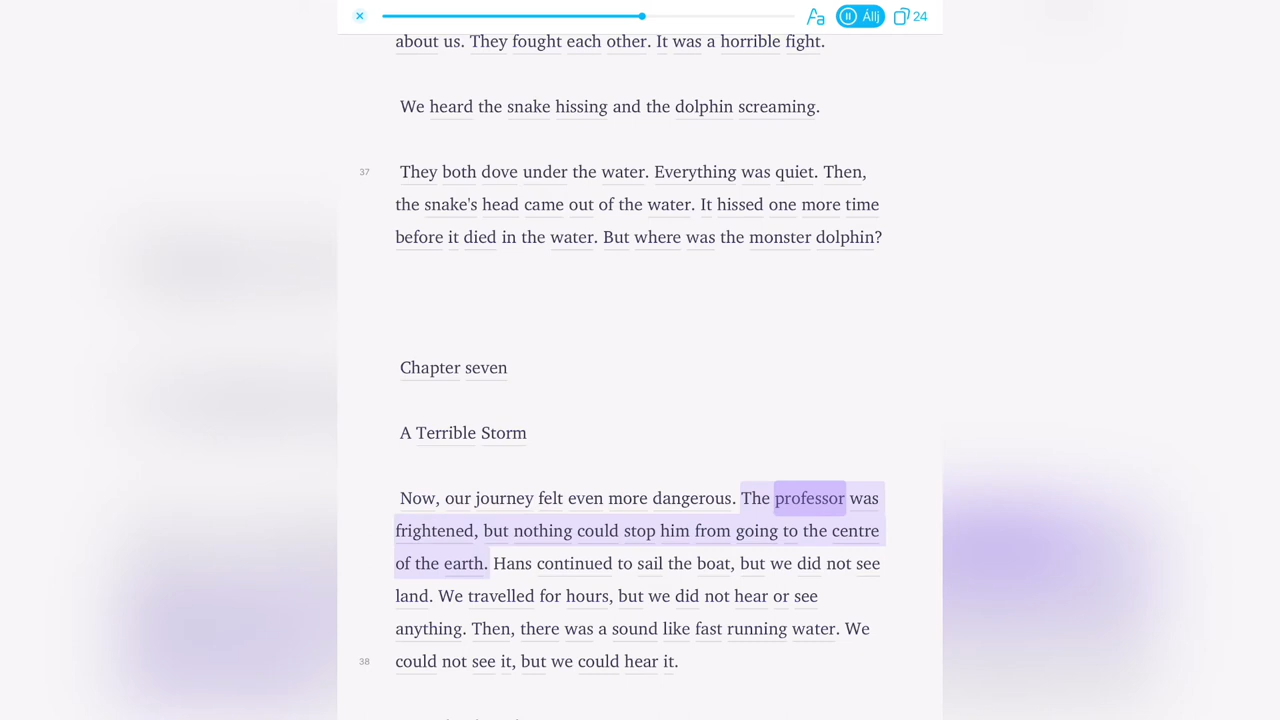 Állj
24
about us. They fought each other. It was a horrible fight.
We heard the snake hissing and the dolphin screaming.
37
They both dove under the water. Everything was quiet. Then,
the snake's head came out of the water. It hissed one more time
before it died in the water. But where was the monster dolphin?
Chapter seven
A Terrible Storm
Now, our journey felt even more dangerous. The professor was
frightened, but nothing could stop him from going to the centre
of the earth. Hans continued to sail the boat, but we did not see
land. We travelled for hours, but we did not hear or see
anything. Then, there was a sound like fast running water. We
38
could not see it, but we could hear it.